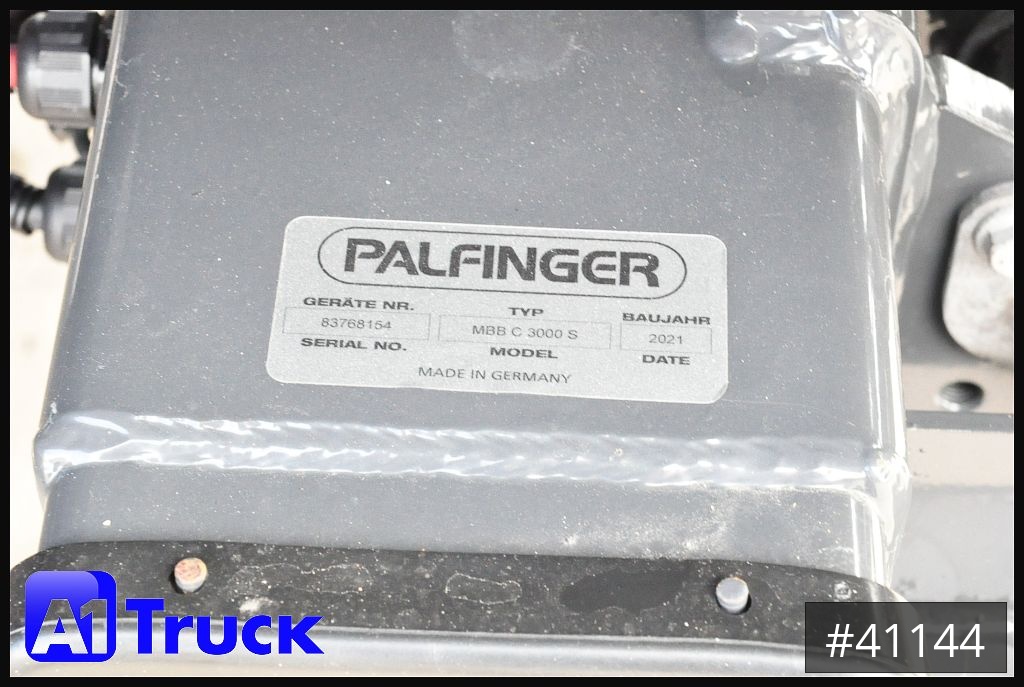 PALFINGER
GERÄTE NR. TYP BAUJAHR
83768154 MBB C 3000 S 2021
SERIAL NO. MODEL DATE
MADE IN GERMANY
A1 Truck
#41144